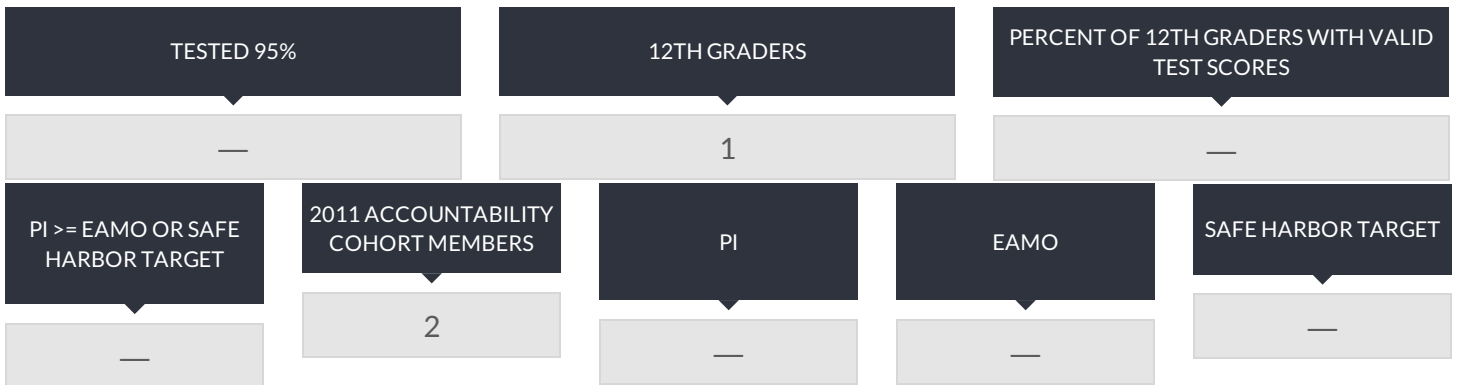 TESTED 95%
12TH GRADERS
PERCENT OF 12TH GRADERS WITH VALID
TEST SCORES
—
1
—
PI >= EAMO OR SAFE
HARBOR TARGET
2011 ACCOUNTABILITY
COHORT MEMBERS
PI
EAMO
SAFE HARBOR TARGET
—
2
—
—
—